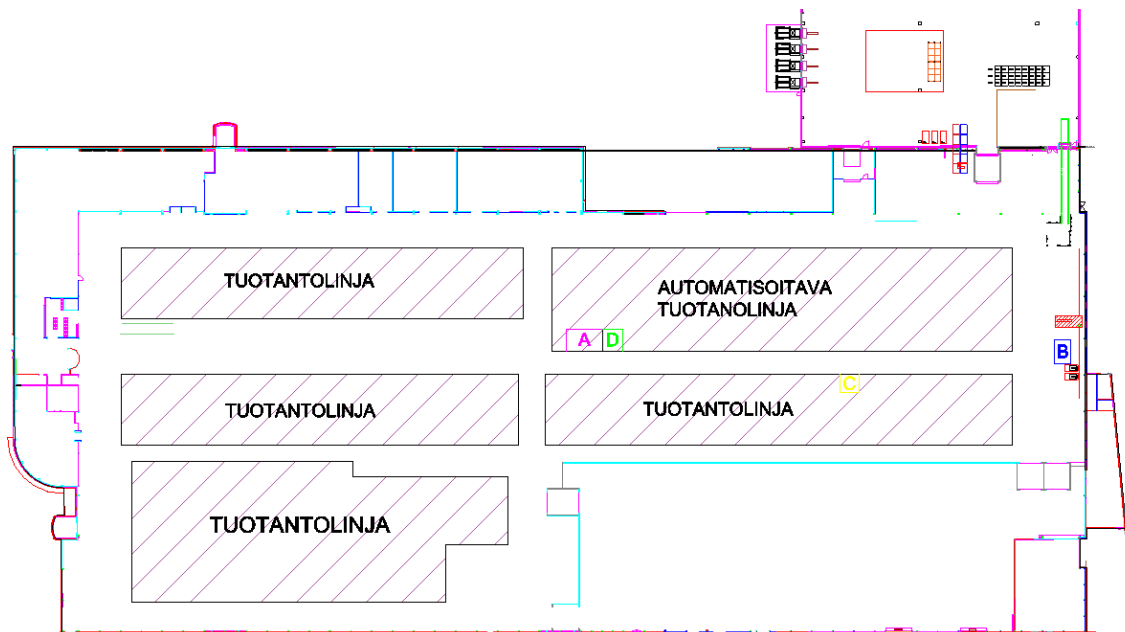 TUOTANTOLINJA
AUTOMATISOITAVA
TUOTANOLINJA
A
D
B
C
TUOTANTOLINJA
TUOTANTOLINJA
TUOTANTOLINJA